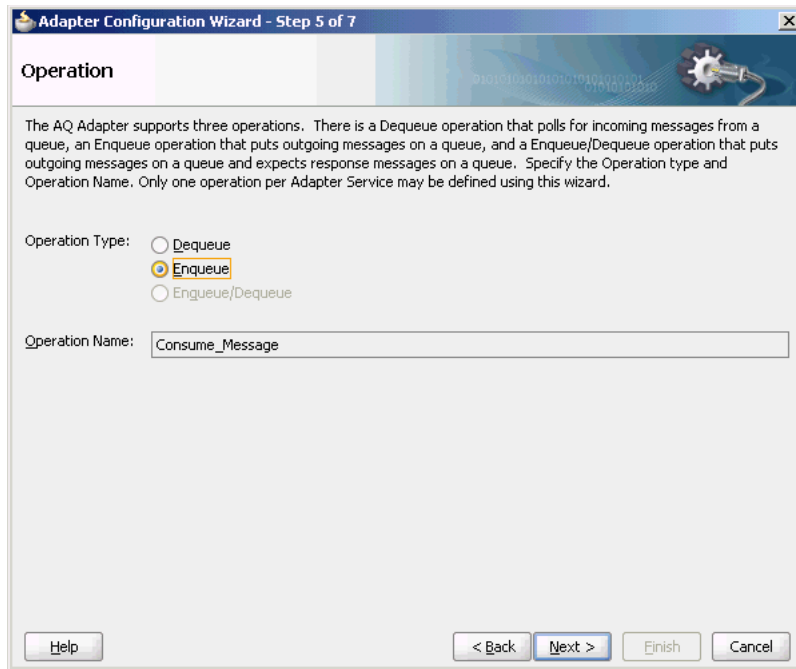 Adapter Configuration Wizard - Step 5 of 7
Operation
The AQ Adapter supports three operations. There is a Dequeue operation that polls for incoming messages from a
queue, an Enqueue operation that puts outgoing messages on a queue, and a Enqueue/Dequeue operation that puts
outgoing messages on a queue and expects response messages on a queue. Specify the Operation type and
Operation Name. Only one operation per Adapter Service may be defined using this wizard.
Operation Type:
Dequeue
Enqueue
Enqueue/Dequeue
Operation Name: Consume_Message
Help < Back Next > Finish Cancel